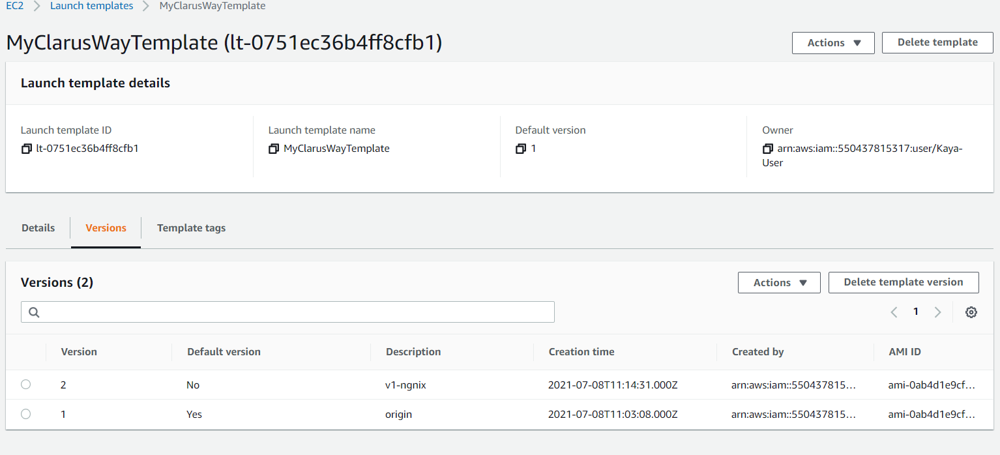 EC2 Launch templates MyClarusWayTemplate
MyClarusWayTemplate (lt-0751ec36b4ff8cfb1)
Actions
Delete template
Launch template details
Launch template ID
lt-0751ec36b4ff8cfb1
Launch template name
MyClarusWayTemplate
Default version
1
Owner
arn:aws:iam::550437815317:user/Kaya-
User
Details Versions Template tags
Versions (2)
Actions
Delete template version
1
Version Default version Description Creation time Created by AMI ID
2 No v1-ngnix 2021-07-08T11:14:31.000Z arn:aws:iam::550437815... ami-0ab4d1e9cf...
1 Yes origin 2021-07-08T11:03:08.000Z arn:aws:iam::550437815... ami-0ab4d1e9cf...